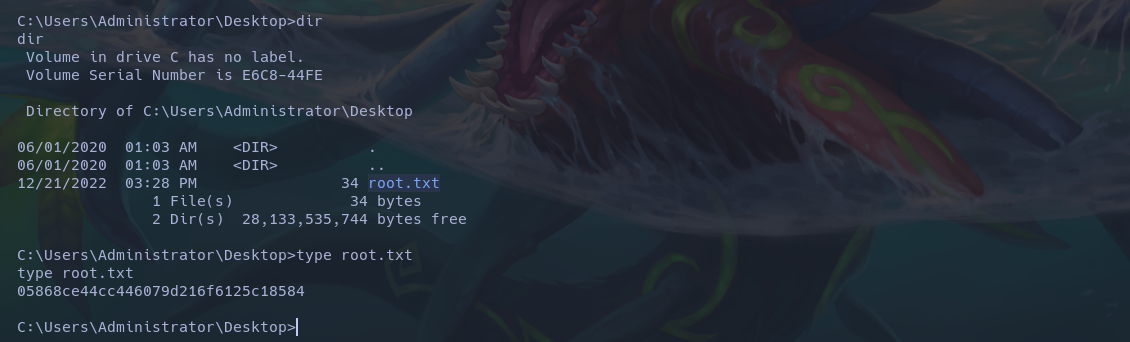 C:\Users\Administrator\Desktop>dir
dir
 Volume in drive C has no label.
 Volume Serial Number is E6C8-44FE

 Directory of C:\Users\Administrator\Desktop

06/01/2020  01:03 AM    <DIR>          .
06/01/2020  01:03 AM    <DIR>          ..
12/21/2022  03:28 PM                34 root.txt
               1 File(s)             34 bytes
               2 Dir(s)  28,133,535,744 bytes free

C:\Users\Administrator\Desktop>type root.txt
type root.txt
05868ce44cc446079d216f6125c18584

C:\Users\Administrator\Desktop>